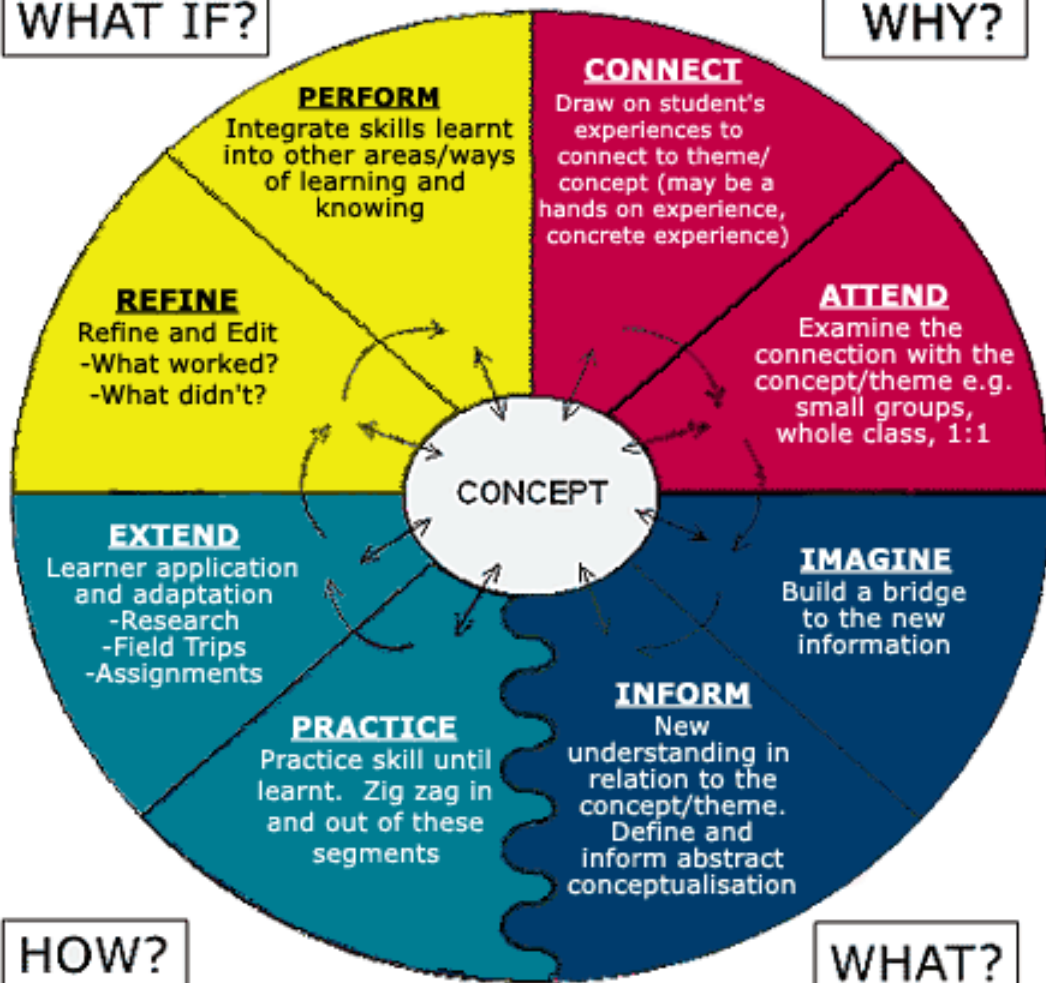 WHAT IF?
WHY?
CONNECT
Draw on student's
experiences to
connect to theme/
concept (may be a
hands on experience,
concrete experience)
ATTEND
Examine the
connection with the
concept/theme e.g.
small groups,
whole class, 1:1
IMAGINE
Build a bridge
to the new
information
INFORM
New
understanding in
relation to the
concept/theme.
Define and
inform abstract
conceptualisation
PRACTICE
Practice skill until
learnt. Zig zag in
and out of these
segments
EXTEND
Learner application
and adaptation
-Research
-Field Trips
-Assignments
REFINE
Refine and Edit
-What worked?
-What didn't?
PERFORM
Integrate skills learnt
into other areas/ways
of learning and
knowing
CONCEPT
HOW?
WHAT?